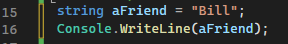 15 string aFriend = "Bill";
16 Console.WriteLine(aFriend);